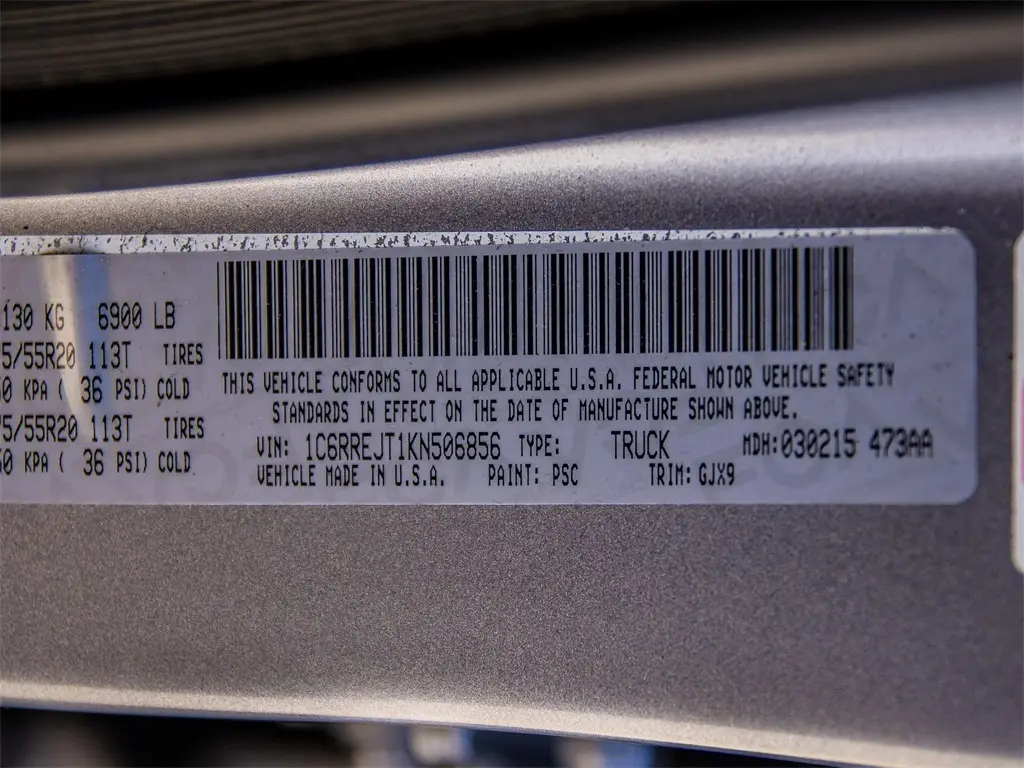 130 KG 6900 LB
5/55R20 113T TIRES
50 KPA ( 36 PSI) COLD
75/55R20 113T TIRES
50 KPA ( 36 PSI) COLD
THIS VEHICLE CONFORMS TO ALL APPLICABLE U.S.A. FEDERAL MOTOR VEHICLE SAFETY
STANDARDS IN EFFECT ON THE DATE OF MANUFACTURE SHOWN ABOVE.
VIN: 1C6RREJT1KN506856 TYPE: TRUCK MDH: 030215 473AA
VEHICLE MADE IN U.S.A. PAINT: PSC TRIM: GJX9